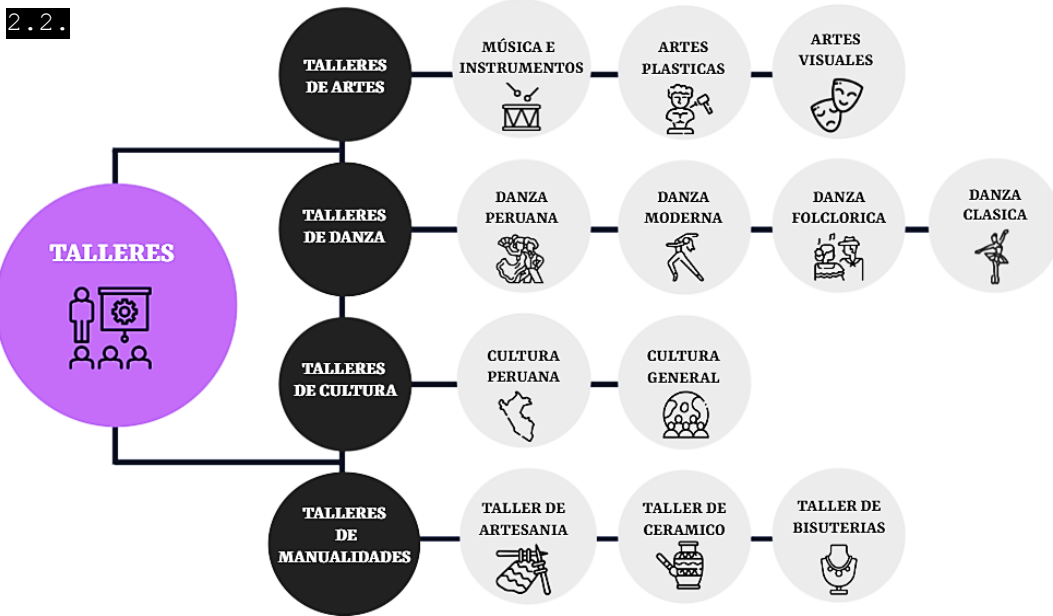 2.2.
TALLERES
TALLERES
DE ARTES
MÚSICA E
INSTRUMENTOS
ARTES
PLASTICAS
ARTES
VISUALES
TALLERES
DE DANZA
DANZA
PERUANA
DANZA
MODERNA
DANZA
FOLCLORICA
DANZA
CLASICA
TALLERES
DE CULTURA
CULTURA
PERUANA
CULTURA
GENERAL
TALLERES
DE
MANUALIDADES
TALLER DE
ARTESANIA
TALLER DE
CERAMICO
TALLER DE
BISUTERIAS